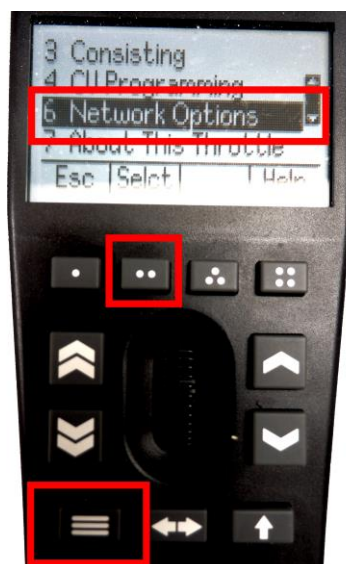 3 Consisting
4 CV Programming
6 Network Options
7 About This Throttle
Esc Selct Help